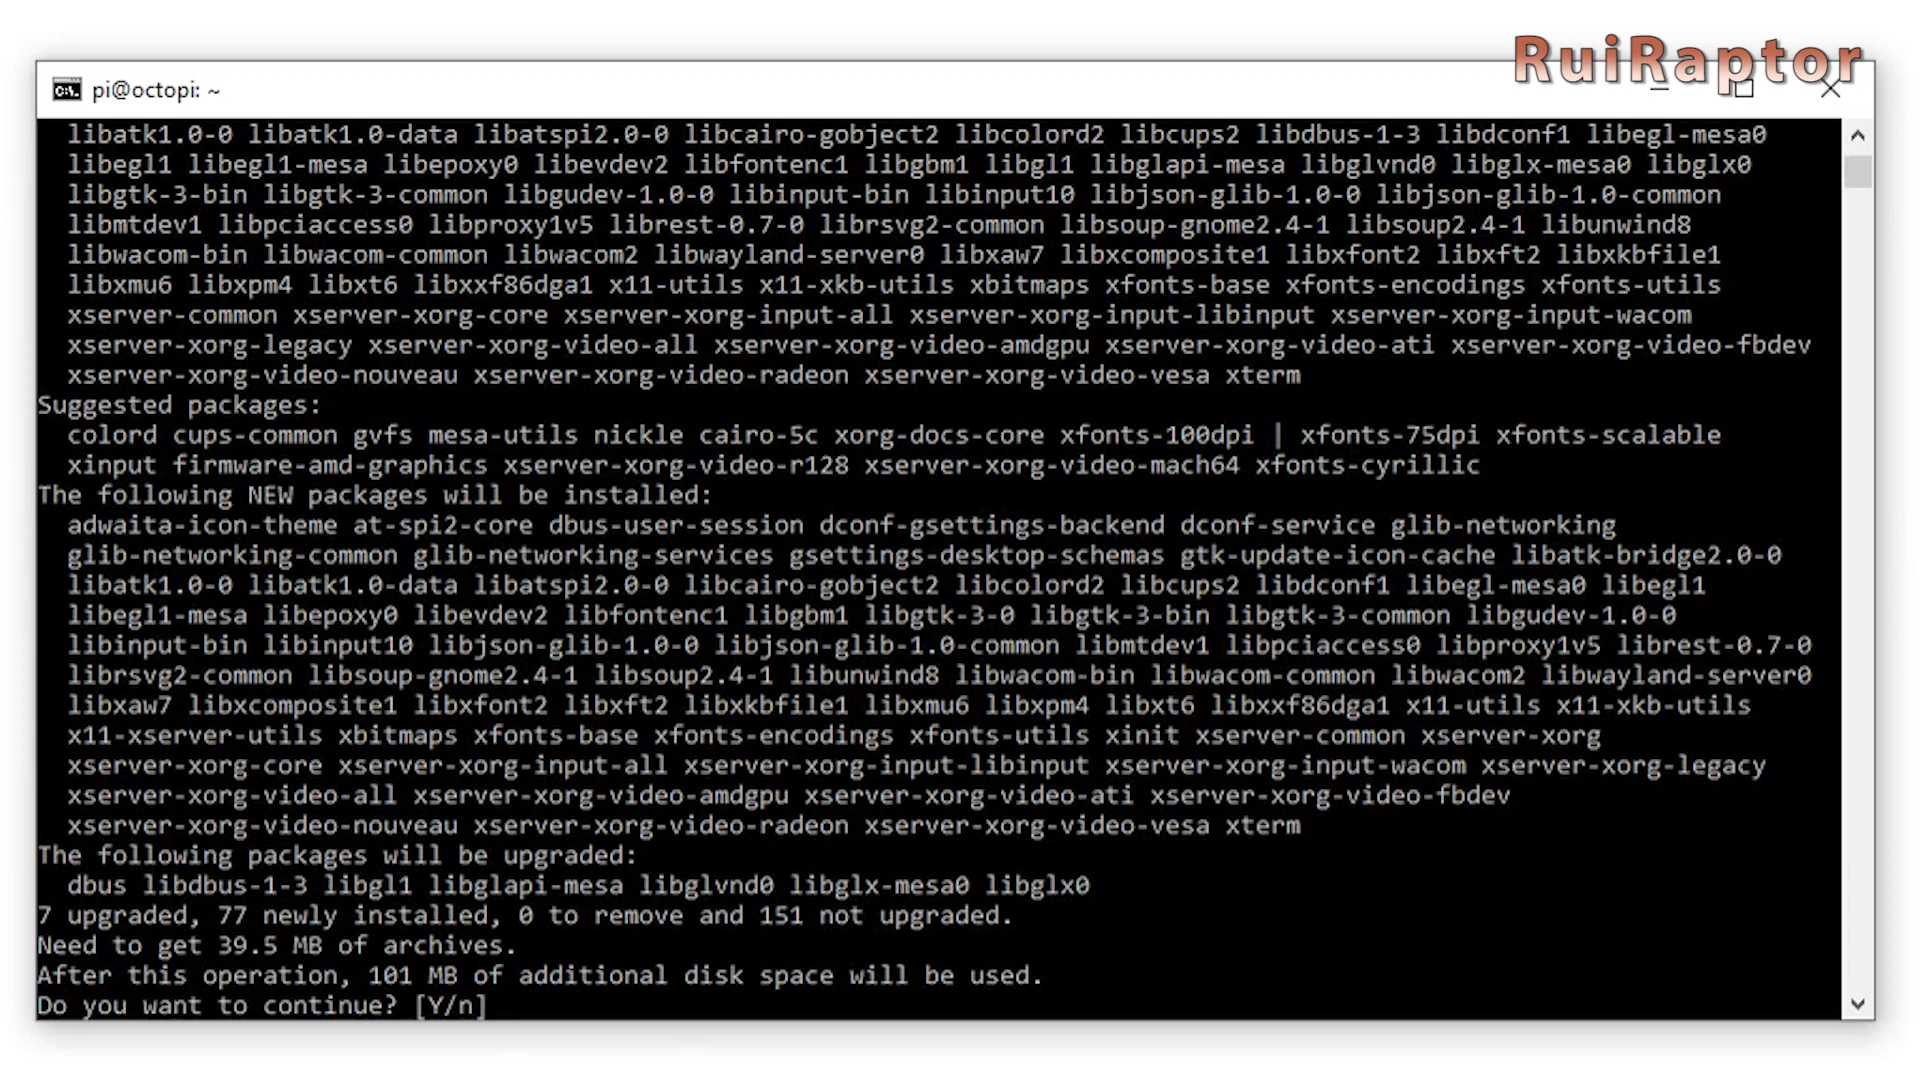 RuiRaptor
pi@octopi: ~
libatk1.0-0 libatk1.0-data libatspi2.0-0 libcairo-gobject2 libcolord2 libcups2 libdbus-1-3 libdconf1 libegl-mesa0
libegl1 libegl1-mesa libepoxy0 libevdev2 libfontenc1 libgbm1 libgl1 libglapi-mesa libglvnd0 libglx-mesa0 libglx0
libgtk-3-bin libgtk-3-common libgudev-1.0-0 libinput-bin libinput10 libjson-glib-1.0-0 libjson-glib-1.0-common
libmtdev1 libpciaccess0 libproxy1v5 librest-0.7-0 librsvg2-common libsoup-gnome2.4-1 libsoup2.4-1 libunwind8
libwacom-bin libwacom-common libwacom2 libwayland-server0 libxaw7 libxcomposite1 libxfont2 libxft2 libxkbfile1
libxmu6 libxpm4 libxt6 libxxf86dga1 x11-utils x11-xkb-utils xbitmaps xfonts-base xfonts-encodings xfonts-utils
xserver-common xserver-xorg-core xserver-xorg-input-all xserver-xorg-input-libinput xserver-xorg-input-wacom
xserver-xorg-legacy xserver-xorg-video-all xserver-xorg-video-amdgpu xserver-xorg-video-ati xserver-xorg-video-fbdev
xserver-xorg-video-nouveau xserver-xorg-video-radeon xserver-xorg-video-vesa xterm
Suggested packages:
colord cups-common gvfs mesa-utils nickle cairo-5c xorg-docs-core xfonts-100dpi | xfonts-75dpi xfonts-scalable
xinput firmware-amd-graphics xserver-xorg-video-r128 xserver-xorg-video-mach64 xfonts-cyrillic
The following NEW packages will be installed:
adwaita-icon-theme at-spi2-core dbus-user-session dconf-gsettings-backend dconf-service glib-networking
glib-networking-common glib-networking-services gsettings-desktop-schemas gtk-update-icon-cache libatk-bridge2.0-0
libatk1.0-0 libatk1.0-data libatspi2.0-0 libcairo-gobject2 libcolord2 libcups2 libdconf1 libegl-mesa0 libegl1
libegl1-mesa libepoxy0 libevdev2 libfontenc1 libgbm1 libgtk-3-0 libgtk-3-bin libgtk-3-common libgudev-1.0-0
libinput-bin libinput10 libjson-glib-1.0-0 libjson-glib-1.0-common libmtdev1 libpciaccess0 libproxy1v5 librest-0.7-0
librsvg2-common libsoup-gnome2.4-1 libsoup2.4-1 libunwind8 libwacom-bin libwacom-common libwacom2 libwayland-server0
libxaw7 libxcomposite1 libxfont2 libxft2 libxkbfile1 libxmu6 libxpm4 libxt6 libxxf86dga1 x11-utils x11-xkb-utils
x11-xserver-utils xbitmaps xfonts-base xfonts-encodings xfonts-utils xinit xserver-common xserver-xorg
xserver-xorg-core xserver-xorg-input-all xserver-xorg-input-libinput xserver-xorg-input-wacom xserver-xorg-legacy
xserver-xorg-video-all xserver-xorg-video-amdgpu xserver-xorg-video-ati xserver-xorg-video-fbdev
xserver-xorg-video-nouveau xserver-xorg-video-radeon xserver-xorg-video-vesa xterm
The following packages will be upgraded:
dbus libdbus-1-3 libgl1 libglapi-mesa libglvnd0 libglx-mesa0 libglx0
7 upgraded, 77 newly installed, 0 to remove and 151 not upgraded.
Need to get 39.5 MB of archives.
After this operation, 101 MB of additional disk space will be used.
Do you want to continue? [Y/n]